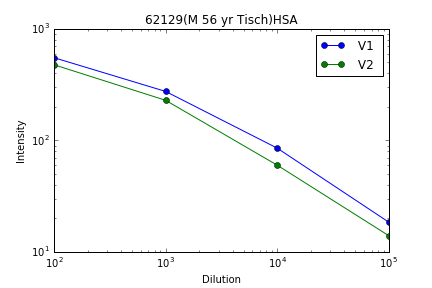 62129(M 56 yr Tisch)HSA
10³
V1
V2
10²
Intensity
10¹
10² 10³ 10⁴ 10⁵
Dilution